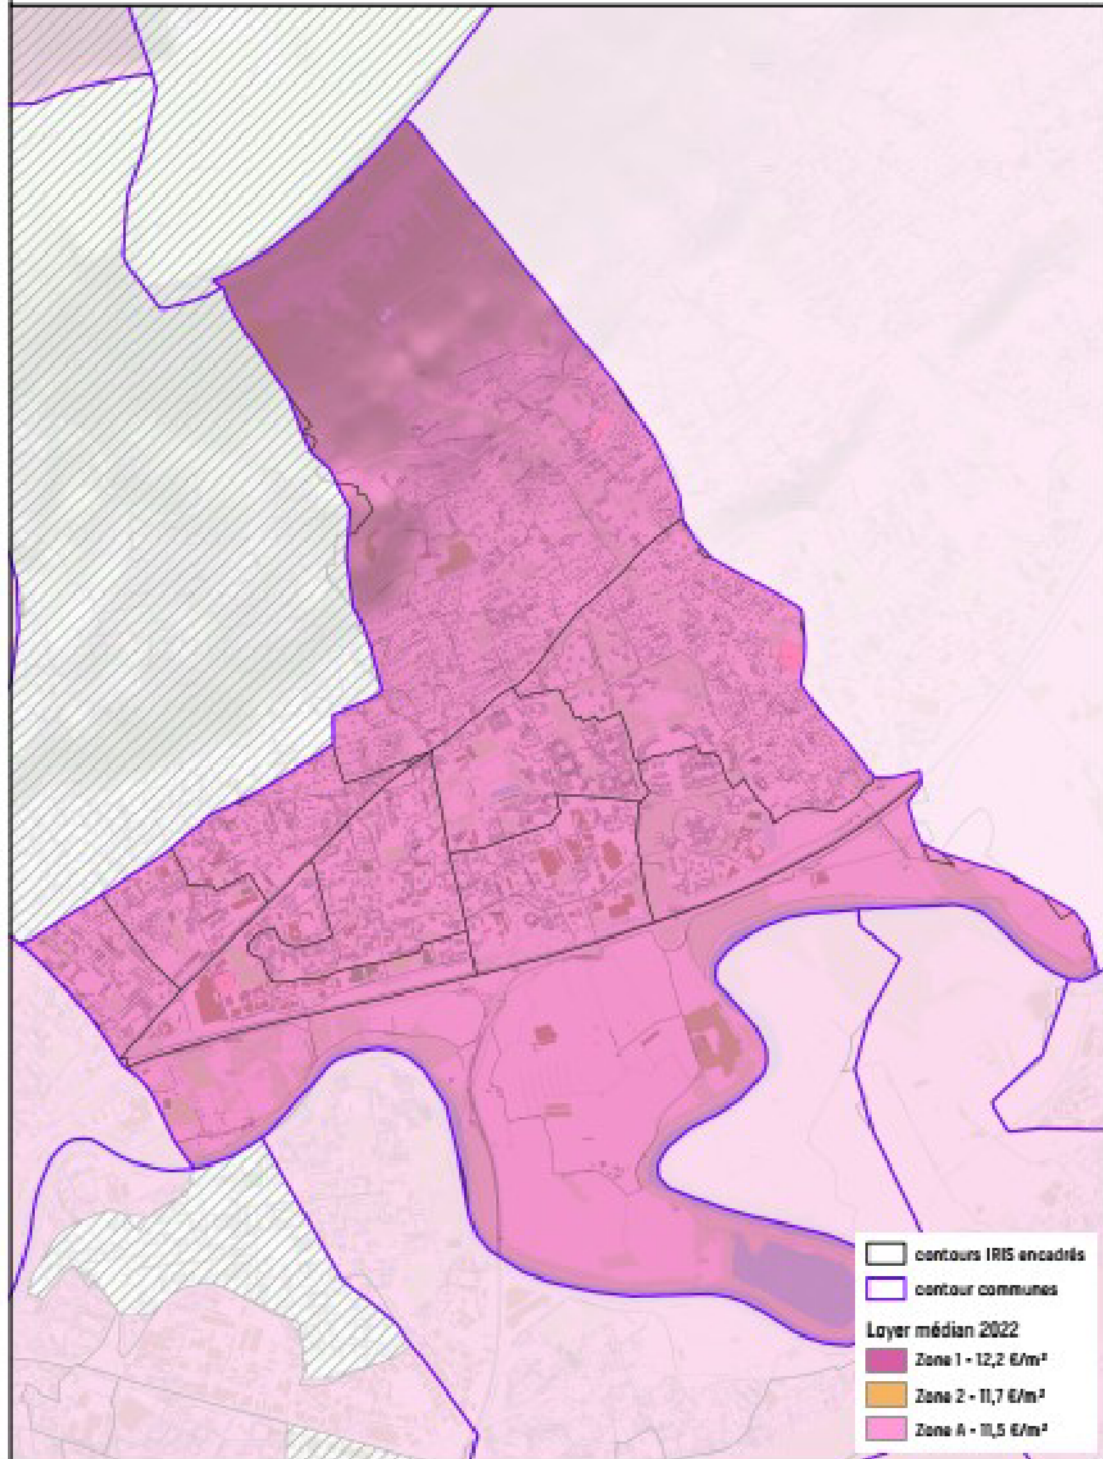 contours IRIS encadrés
contour communes
Loyer médian 2022
Zone 1 - 12,2 €/m²
Zone 2 - 11,7 €/m²
Zone A - 11,5 €/m²